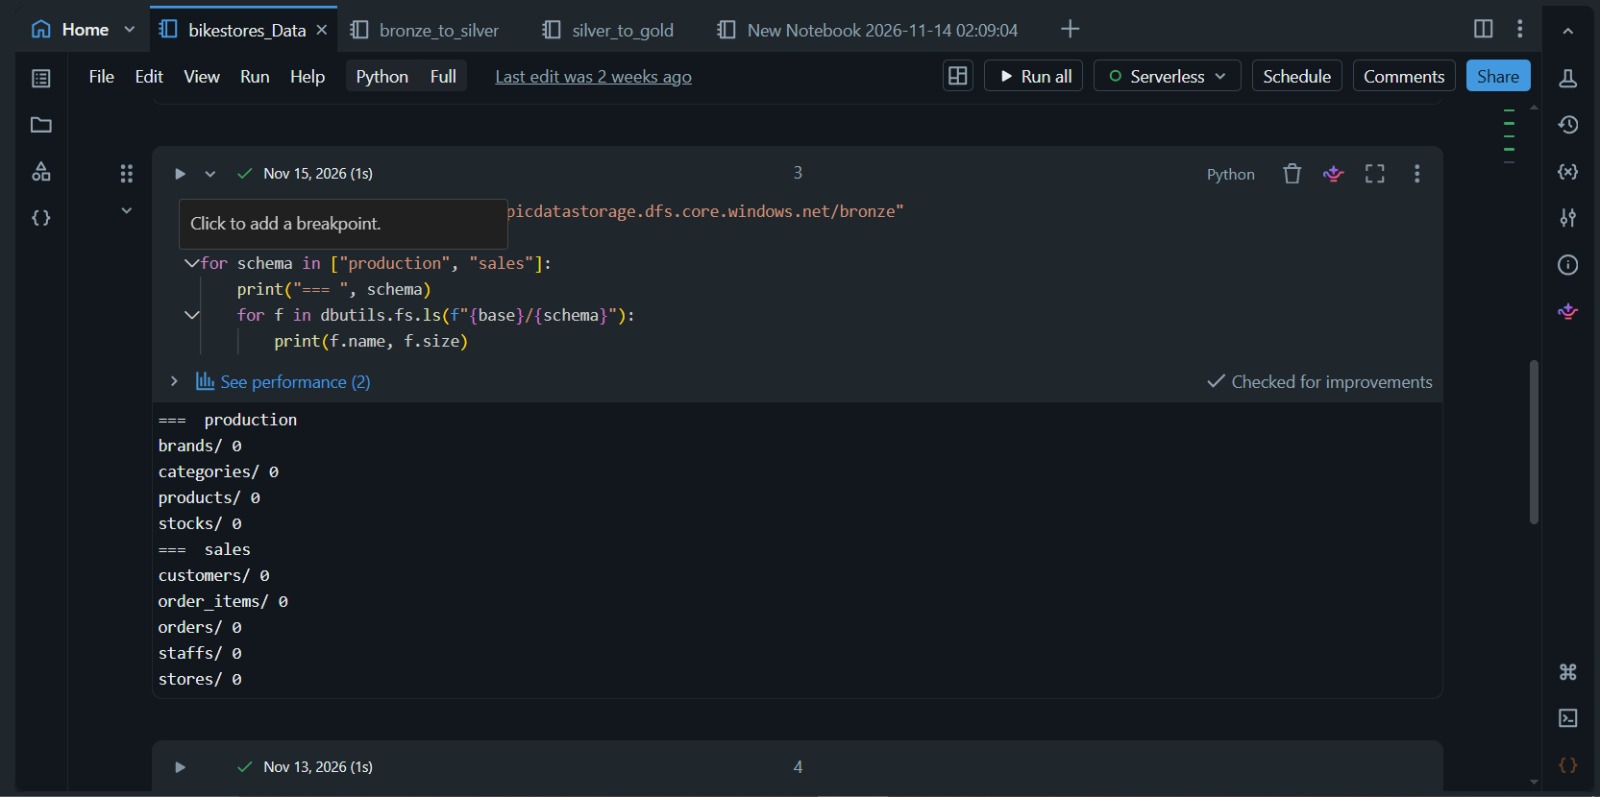 Home bikestores_Data bronze_to_silver silver_to_gold New Notebook 2026-11-14 02:09:04
File Edit View Run Help Python Full Last edit was 2 weeks ago Run all Serverless Schedule Comments Share
Nov 15, 2026 (1s) 3 Python
Click to add a breakpoint.
picdatastorage.dfs.core.windows.net/bronze"
for schema in ["production", "sales"]:
print("=== ", schema)
for f in dbutils.fs.ls(f"{base}/{schema}"):
print(f.name, f.size)
See performance (2) Checked for improvements
=== production
brands/ 0
categories/ 0
products/ 0
stocks/ 0
=== sales
customers/ 0
order_items/ 0
orders/ 0
staffs/ 0
stores/ 0
Nov 13, 2026 (1s) 4